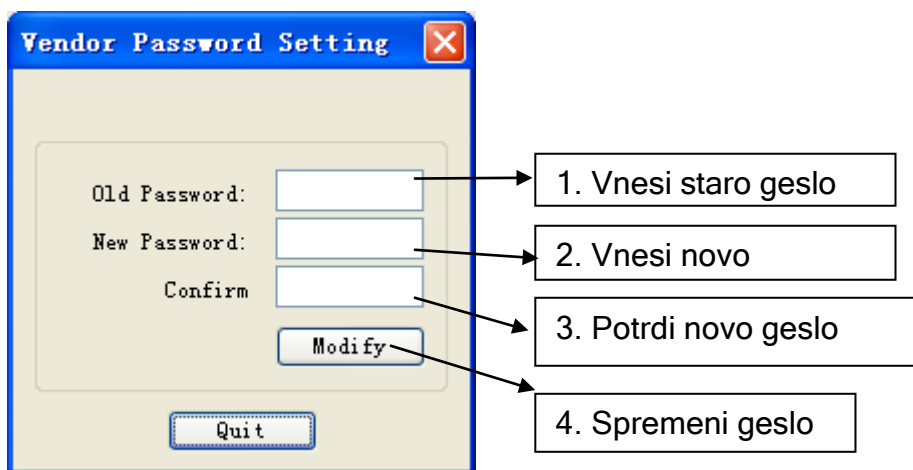 Vendor Password Setting
Old Password:
1. Vnesi staro geslo
New Password:
2. Vnesi novo
Confirm
3. Potrdi novo geslo
Modify
4. Spremeni geslo
Quit